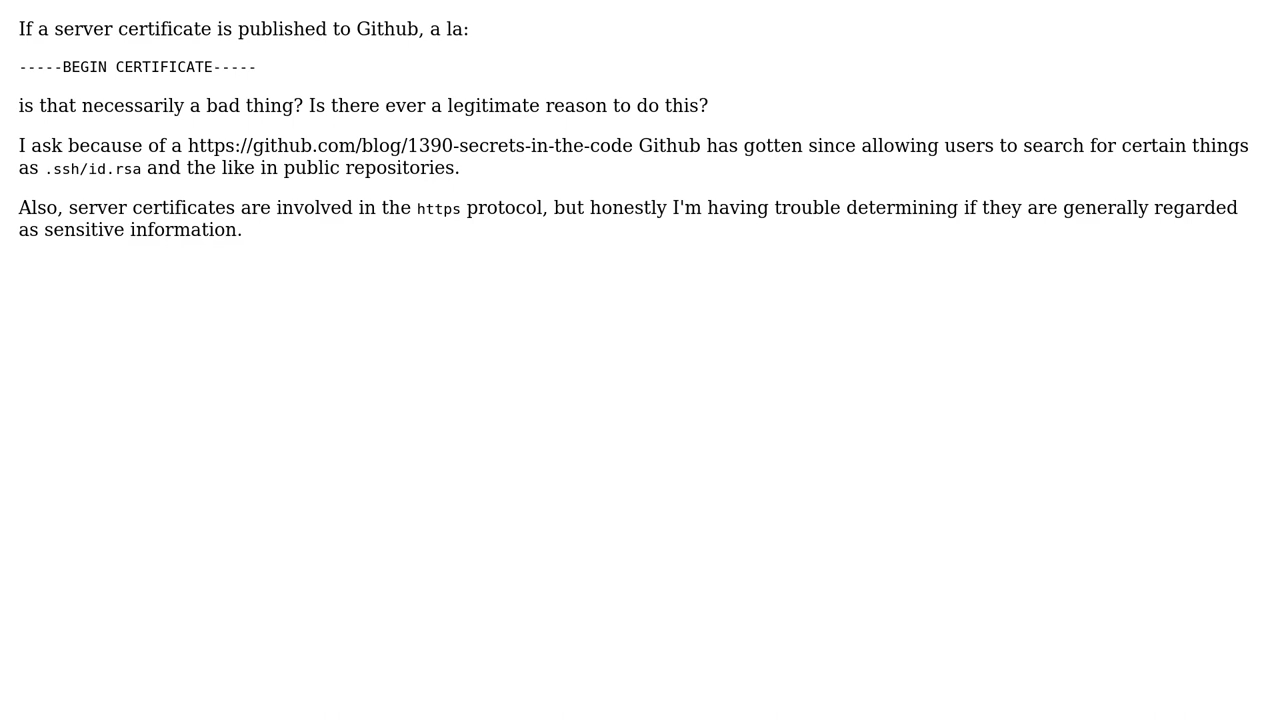 If a server certificate is published to Github, a la:
-----BEGIN CERTIFICATE-----
is that necessarily a bad thing? Is there ever a legitimate reason to do this?
I ask because of a https://github.com/blog/1390-secrets-in-the-code Github has gotten since allowing users to search for certain things
as .ssh/id.rsa and the like in public repositories.
Also, server certificates are involved in the https protocol, but honestly I'm having trouble determining if they are generally regarded
as sensitive information.